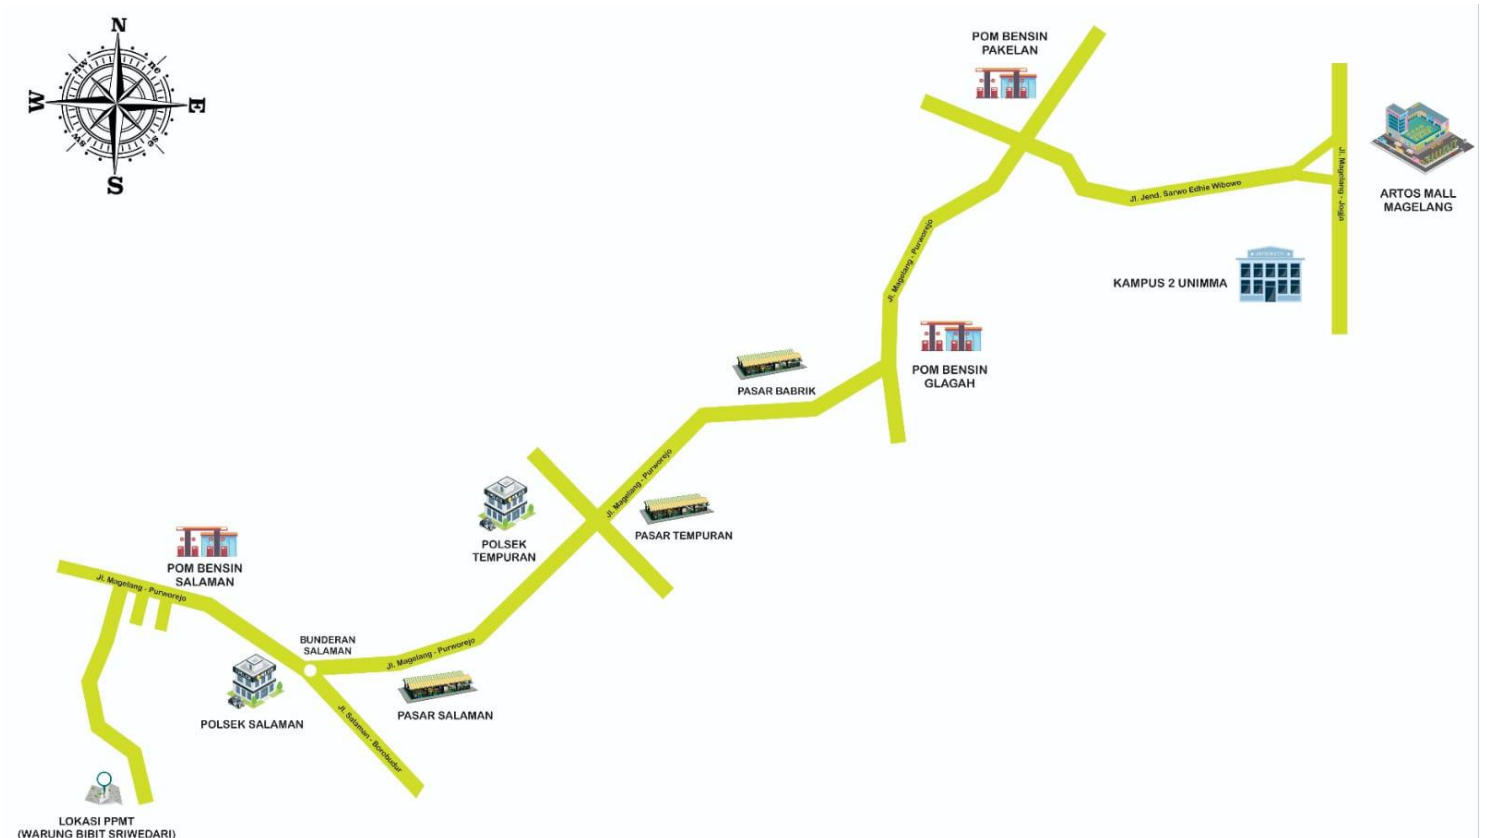 N
nw
ne
W
E
sw
se
S
POM BENSIN
PAKELAN
Jl. Magelang - Jogja
ARTOS MALL
MAGELANG
Jl. Jend. Sarwo Edhie Wibowo
Jl. Magelang - Purworejo
KAMPUS 2 UNIMMA
POM BENSIN
GLAGAH
PASAR BABRIK
Jl. Magelang - Purworejo
PASAR TEMPURAN
POLSEK
TEMPURAN
POM BENSIN
SALAMAN
Jl. Magelang - Purworejo
BUNDERAN
SALAMAN
Jl. Magelang - Purworejo
POLSEK SALAMAN
PASAR SALAMAN
Jl. Salaman - Borobudur
LOKASI PPMT
(WARUNG BIBIT SRIWEDARI)